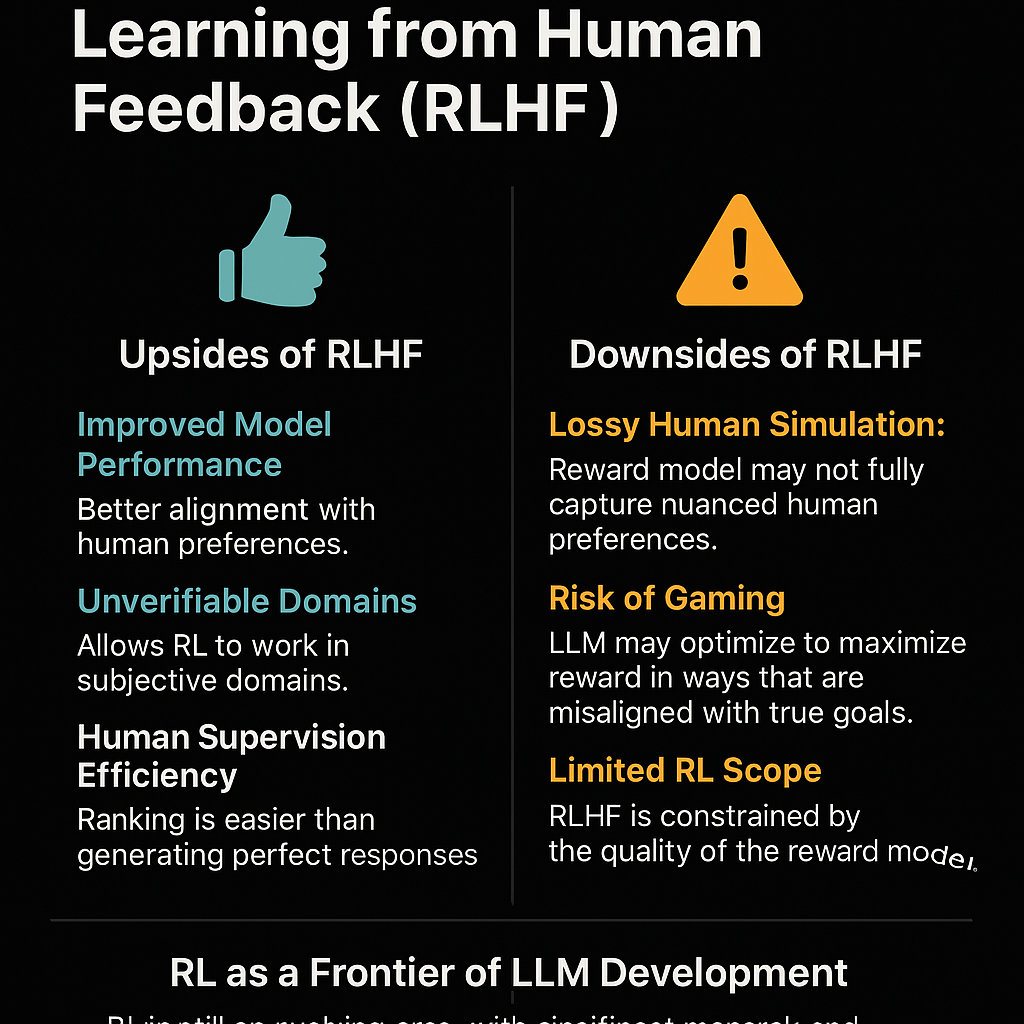 Learning from Human
Feedback (RLHF)
Upsides of RLHF
Improved Model
Performance
Better alignment with
human preferences.
Unverifiable Domains
Allows RL to work in
subjective domains.
Human Supervision
Efficiency
Ranking is easier than
generating perfect responses
Downsides of RLHF
Lossy Human Simulation:
Reward model may not fully
capture nuanced human
preferences.
Risk of Gaming
LLM may optimize to maximize
reward in ways that are
misaligned with true goals.
Limited RL Scope
RLHF is constrained by
the quality of the reward model.
RL as a Frontier of LLM Development